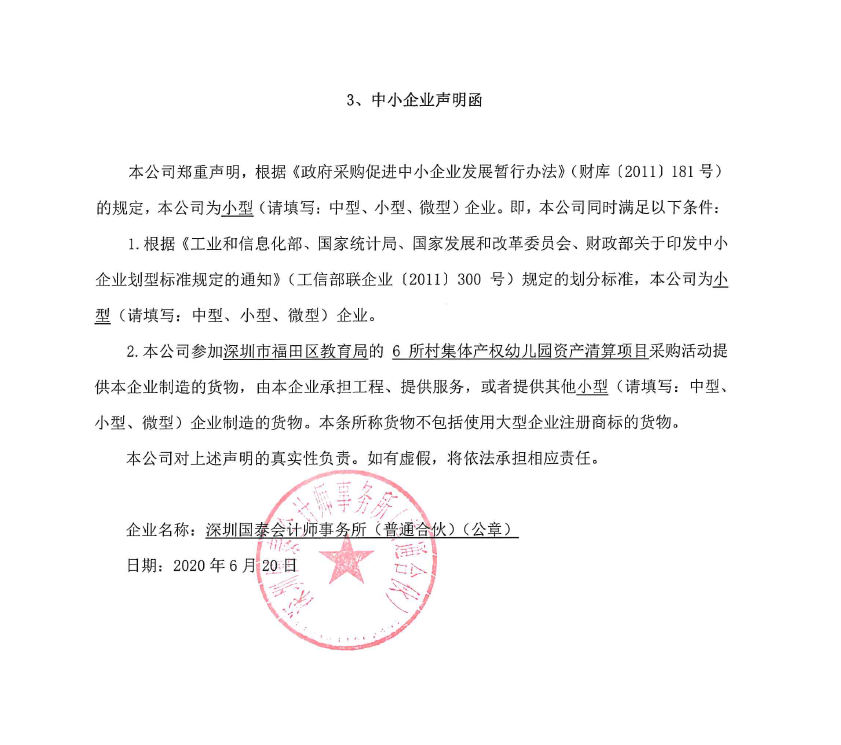 3、中小企业声明函
本公司郑重声明，根据《政府采购促进中小企业发展暂行办法》（财库〔2011〕181号）
的规定，本公司为小型（请填写：中型、小型、微型）企业。即，本公司同时满足以下条件：
1.根据《工业和信息化部、国家统计局、国家发展和改革委员会、财政部关于印发中小
企业划型标准规定的通知》（工信部联企业〔2011〕300 号）规定的划分标准，本公司为小
型（请填写：中型、小型、微型）企业。
2.本公司参加深圳市福田区教育局的 6 所村集体产权幼儿园资产清算项目采购活动提
供本企业制造的货物，由本企业承担工程、提供服务，或者提供其他小型（请填写：中型、
小型、微型）企业制造的货物。本条所称货物不包括使用大型企业注册商标的货物。
本公司对上述声明的真实性负责。如有虚假，将依法承担相应责任。
企业名称：深圳国泰会计师事务所（普通合伙）（公章）
日期：2020 年 6 月 20 日
深圳国泰会计师事务所（普通合伙）